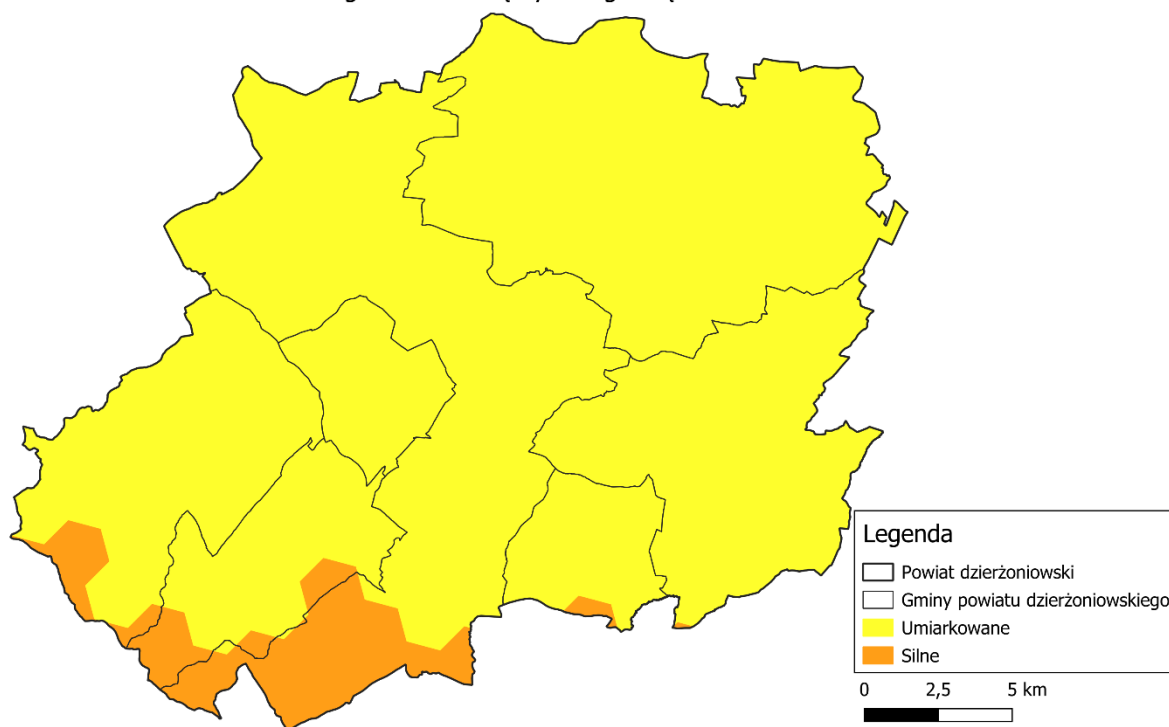 Legenda
Powiat dzierżoniowski
Gminy powiatu dzierżoniowskiego
Umiarkowane
Silne
0 2,5 5 km